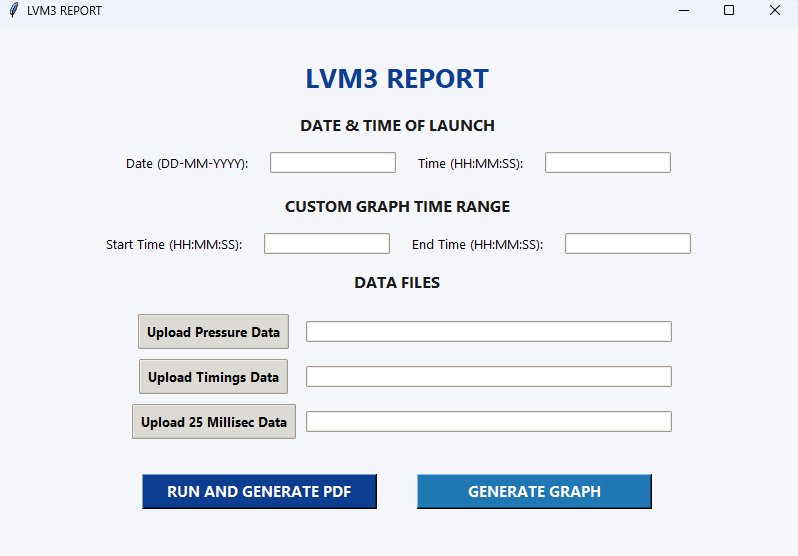 LVM3 REPORT
LVM3 REPORT
DATE & TIME OF LAUNCH
Date (DD-MM-YYYY): Time (HH:MM:SS):
CUSTOM GRAPH TIME RANGE
Start Time (HH:MM:SS): End Time (HH:MM:SS):
DATA FILES
Upload Pressure Data
Upload Timings Data
Upload 25 Millisec Data
RUN AND GENERATE PDF GENERATE GRAPH